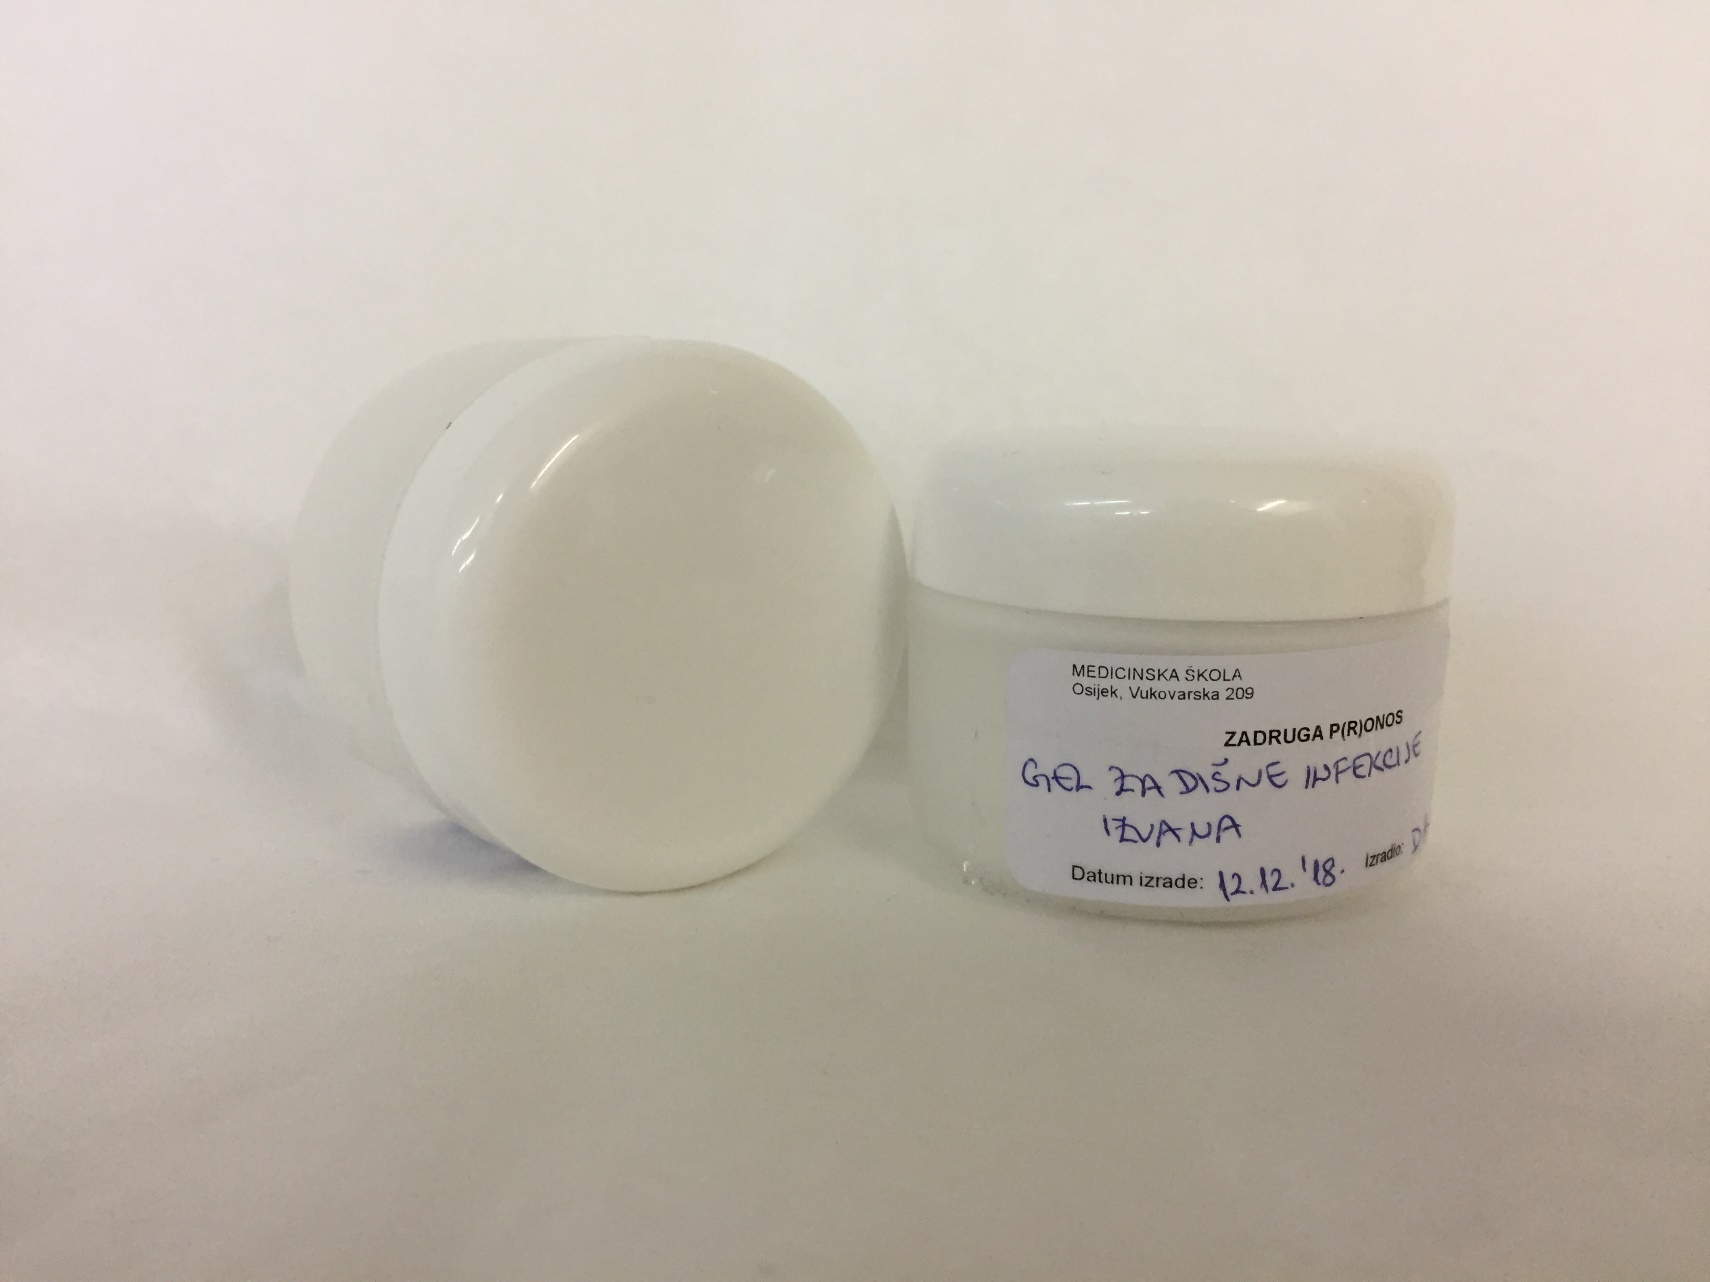 MEDICINSKA ŠKOLA
Osijek, Vukovarska 209
ZADRUGA P(R)ONOS
GEL ZA DIŠNE INFEKCIJE
IZVANA
Datum izrade: 12.12.'18. Izradio: